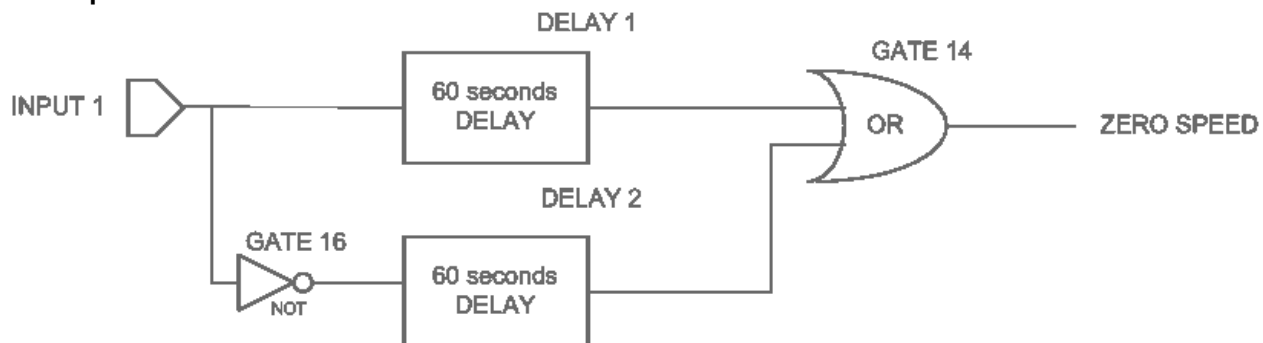 DELAY 1
GATE 14
INPUT 1
60 seconds
DELAY
OR
ZERO SPEED
DELAY 2
GATE 16
NOT
60 seconds
DELAY